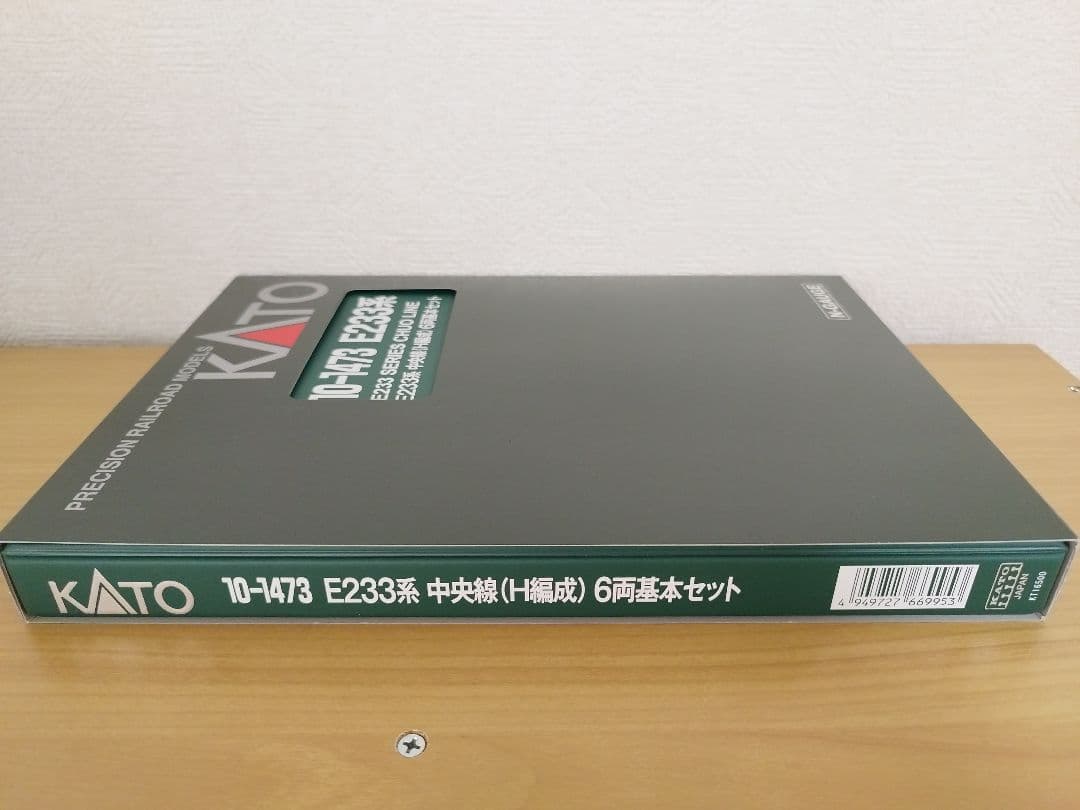 PRECISION RAILROAD MODELS
KATO
10-1473 E233系
E233 SERIES CHUO LINE
E233系 中央線(H編成) 6両基本セット
N-GAUGE
KATO 10-1473 E233系 中央線(H編成) 6両基本セット
4 949727 669953
KATO
JAPAN
KT16500